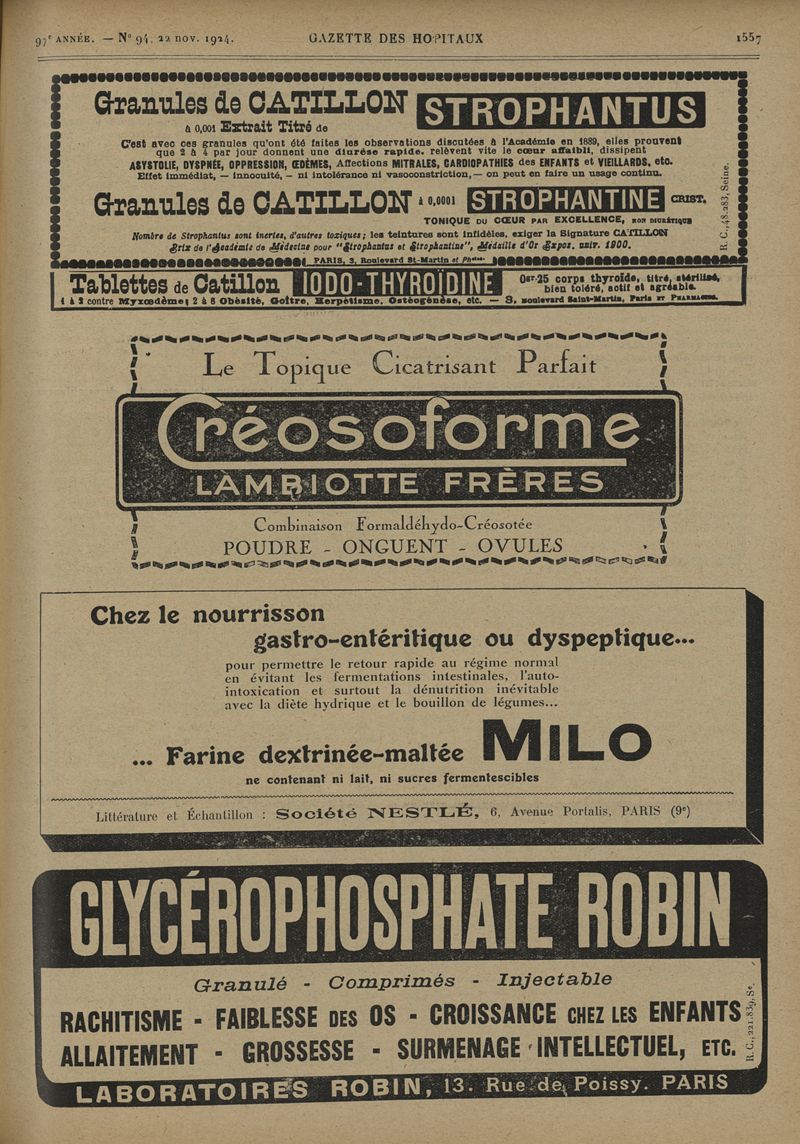 97e ANNÉE. — No 94, 22 nov. 1924. GAZETTE DES HOPITAUX 1557
Granules de CATILLON STROPHANTUS
à 0,001 Extrait Titré de
C'est avec ces granules qu'ont été faites les observations discutées à l'Académie en 1889, elles prouvent
que 2 à 4 par jour donnent une diurèse rapide, relèvent vite le cœur affaibli, dissipent
ASYSTOLIE, DYSPNÉE, OPPRESSION, ŒDÈMES, Affections MITRALES, CARDIOPATHIES des ENFANTS et VIEILLARDS, etc.
Effet immédiat, — innocuité, — ni intolérance ni vasoconstriction, — on peut en faire un usage continu.
Granules de CATILLON à 0,0001 STROPHANTINE CRIST.
TONIQUE DU CŒUR PAR EXCELLENCE, NON DIURÉTIQUE
Nombre de Strophantus sont inertes, d'autres toxiques; les teintures sont infidèles, exiger la Signature CATILLON
Prix de l'Académie de Médecine pour "Strophantus et Strophantine", Médaille d'Or Expos. univ. 1900.
PARIS, 3, Boulevard St-Martin et Phies.
R. C., 48.283, Seine.
Tablettes de Catillon IODO-THYROÏDINE 0gr.25 corps thyroïde, titré, stérilisé,
bien toléré, actif et agréable.
1 à 2 contre Myxœdème; 2 à 8 Obésité, Goître, Herpétisme, Ostéogénèse, etc. — 3, Boulevard Saint-Martin, Paris ET PHARMACIES.
Le Topique Cicatrisant Parfait
Créosoforme
LAMBIOTTE FRÈRES
Combinaison Formaldéhydo-Créosotée
POUDRE - ONGUENT - OVULES
Chez le nourrisson
gastro-entéritique ou dyspeptique...
pour permettre le retour rapide au régime normal
en évitant les fermentations intestinales, l'auto-
intoxication et surtout la dénutrition inévitable
avec la diète hydrique et le bouillon de légumes...
... Farine dextrinée-maltée MILO
ne contenant ni lait, ni sucres fermentescibles
Littérature et Échantillon : Société NESTLÉ, 6, Avenue Portalis, PARIS (9e)
GLYCÉROPHOSPHATE ROBIN
Granulé - Comprimés - Injectable
RACHITISME - FAIBLESSE DES OS - CROISSANCE CHEZ LES ENFANTS
ALLAITEMENT - GROSSESSE - SURMENAGE INTELLECTUEL, ETC.
R. C., 221.839, Se.
LABORATOIRES ROBIN, 13. Rue de Poissy. PARIS